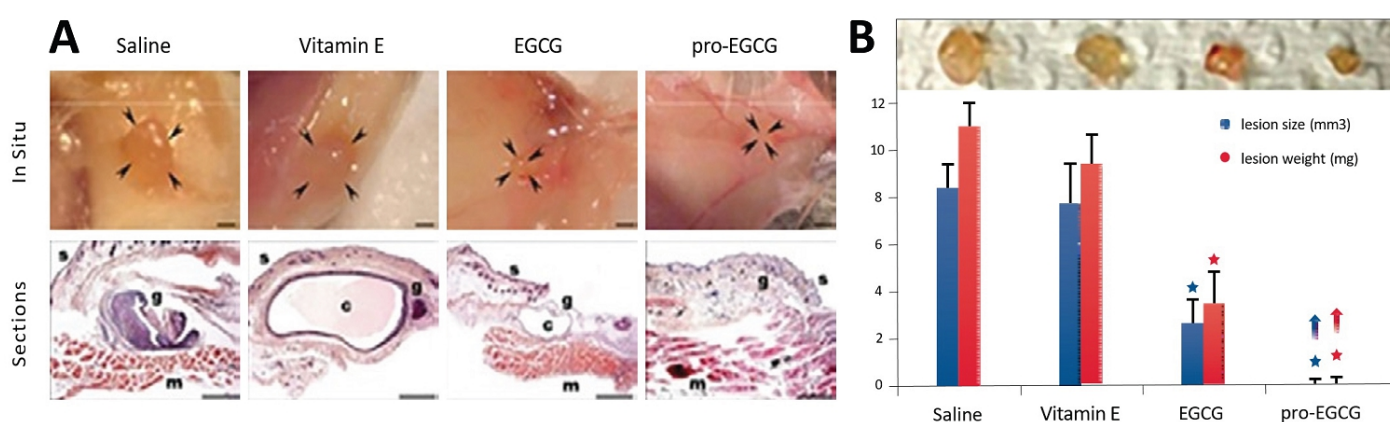 A
Saline
Vitamin E
EGCG
pro-EGCG
In Situ
s
g
m
c
g
s
g
c
m
g
s
m
Sections
B
12
10
8
6
4
2
0
lesion size (mm3)
lesion weight (mg)
Saline
Vitamin E
EGCG
pro-EGCG